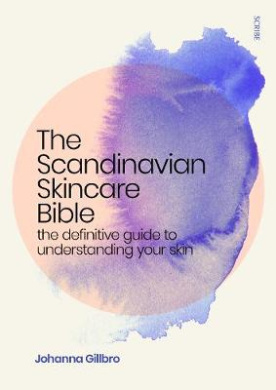 SCRIBE
The
Scandinavian
Skincare
Bible
the definitive guide to
understanding your skin
Johanna Gillbro